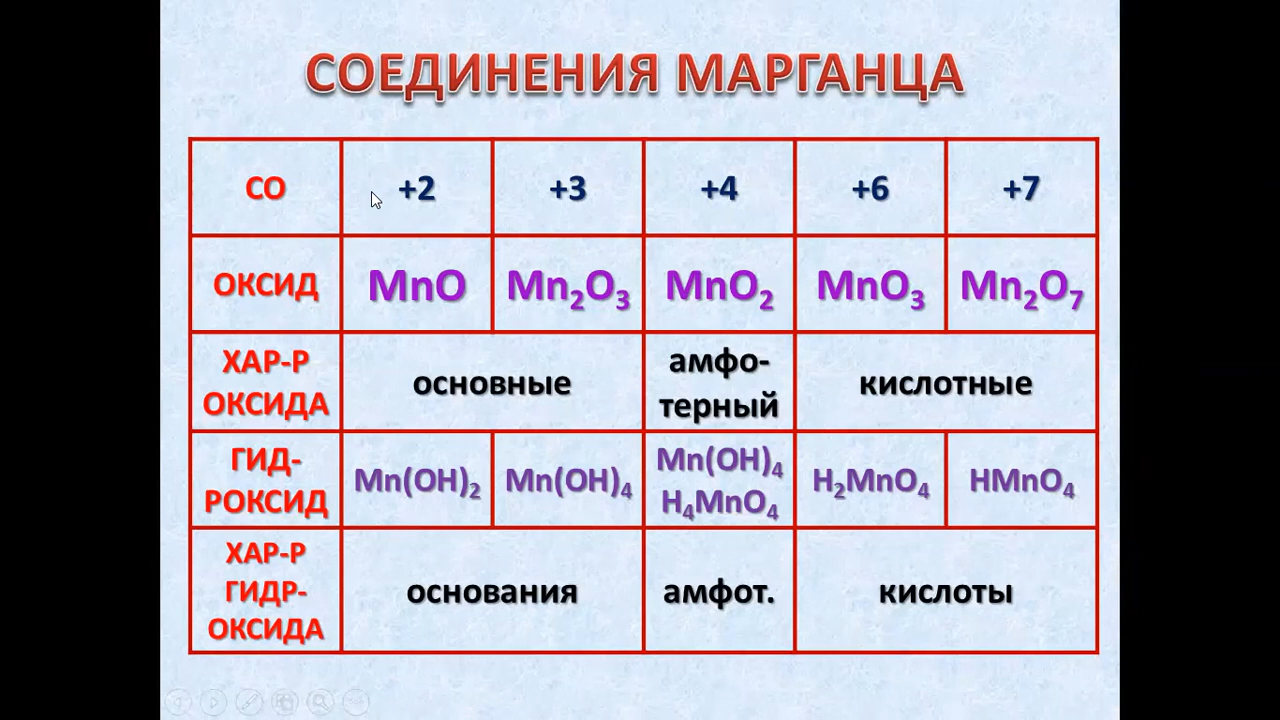 СОЕДИНЕНИЯ МАРГАНЦА
СО +2 +3 +4 +6 +7
ОКСИД MnO Mn₂O₃ MnO₂ MnO₃ Mn₂O₇
ХАР-Р
ОКСИДА
основные
амфо-
терный
кислотные
ГИД-
РОКСИД
Mn(OH)₂ Mn(OH)₄
Mn(OH)₄
H₄MnO₄
H₂MnO₄ HMnO₄
ХАР-Р
ГИДР-
ОКСИДА
основания амфот. кислоты